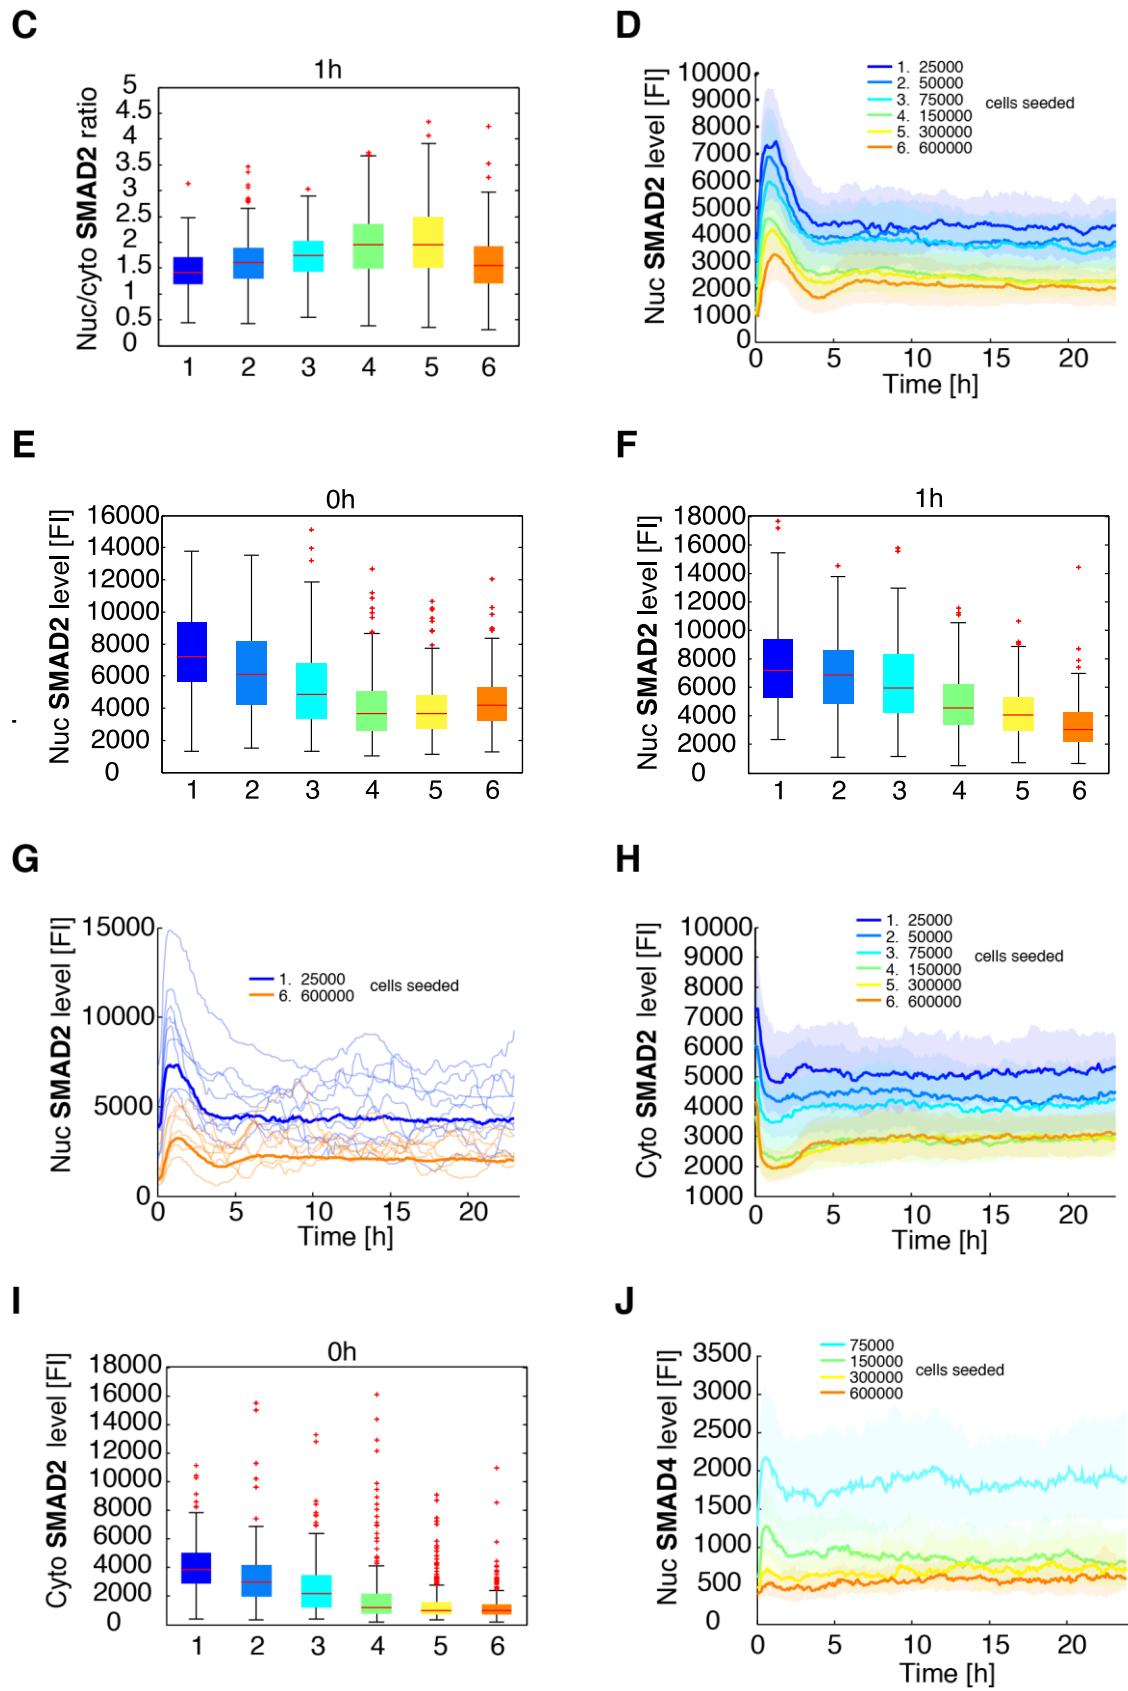 C
1h
Nuc/cyto SMAD2 ratio
5
4.5
4
3.5
3
2.5
2
1.5
1
0.5
0
1 2 3 4 5 6
D
Nuc SMAD2 level [FI]
10000
9000
8000
7000
6000
5000
4000
3000
2000
1000
0
1. 25000
2. 50000
3. 75000
4. 150000
5. 300000
6. 600000
cells seeded
0 5 10 15 20
Time [h]
E
0h
Nuc SMAD2 level [FI]
16000
14000
12000
10000
8000
6000
4000
2000
0
1 2 3 4 5 6
F
1h
Nuc SMAD2 level [FI]
18000
16000
14000
12000
10000
8000
6000
4000
2000
0
1 2 3 4 5 6
G
Nuc SMAD2 level [FI]
15000
10000
5000
0
1. 25000
6. 600000
cells seeded
0 5 10 15 20
Time [h]
H
Cyto SMAD2 level [FI]
10000
9000
8000
7000
6000
5000
4000
3000
2000
1000
1. 25000
2. 50000
3. 75000
4. 150000
5. 300000
6. 600000
cells seeded
0 5 10 15 20
Time [h]
I
0h
Cyto SMAD2 level [FI]
18000
16000
14000
12000
10000
8000
6000
4000
2000
0
1 2 3 4 5 6
J
Nuc SMAD4 level [FI]
3500
3000
2500
2000
1500
1000
500
0
75000
150000
300000
600000
cells seeded
0 5 10 15 20
Time [h]